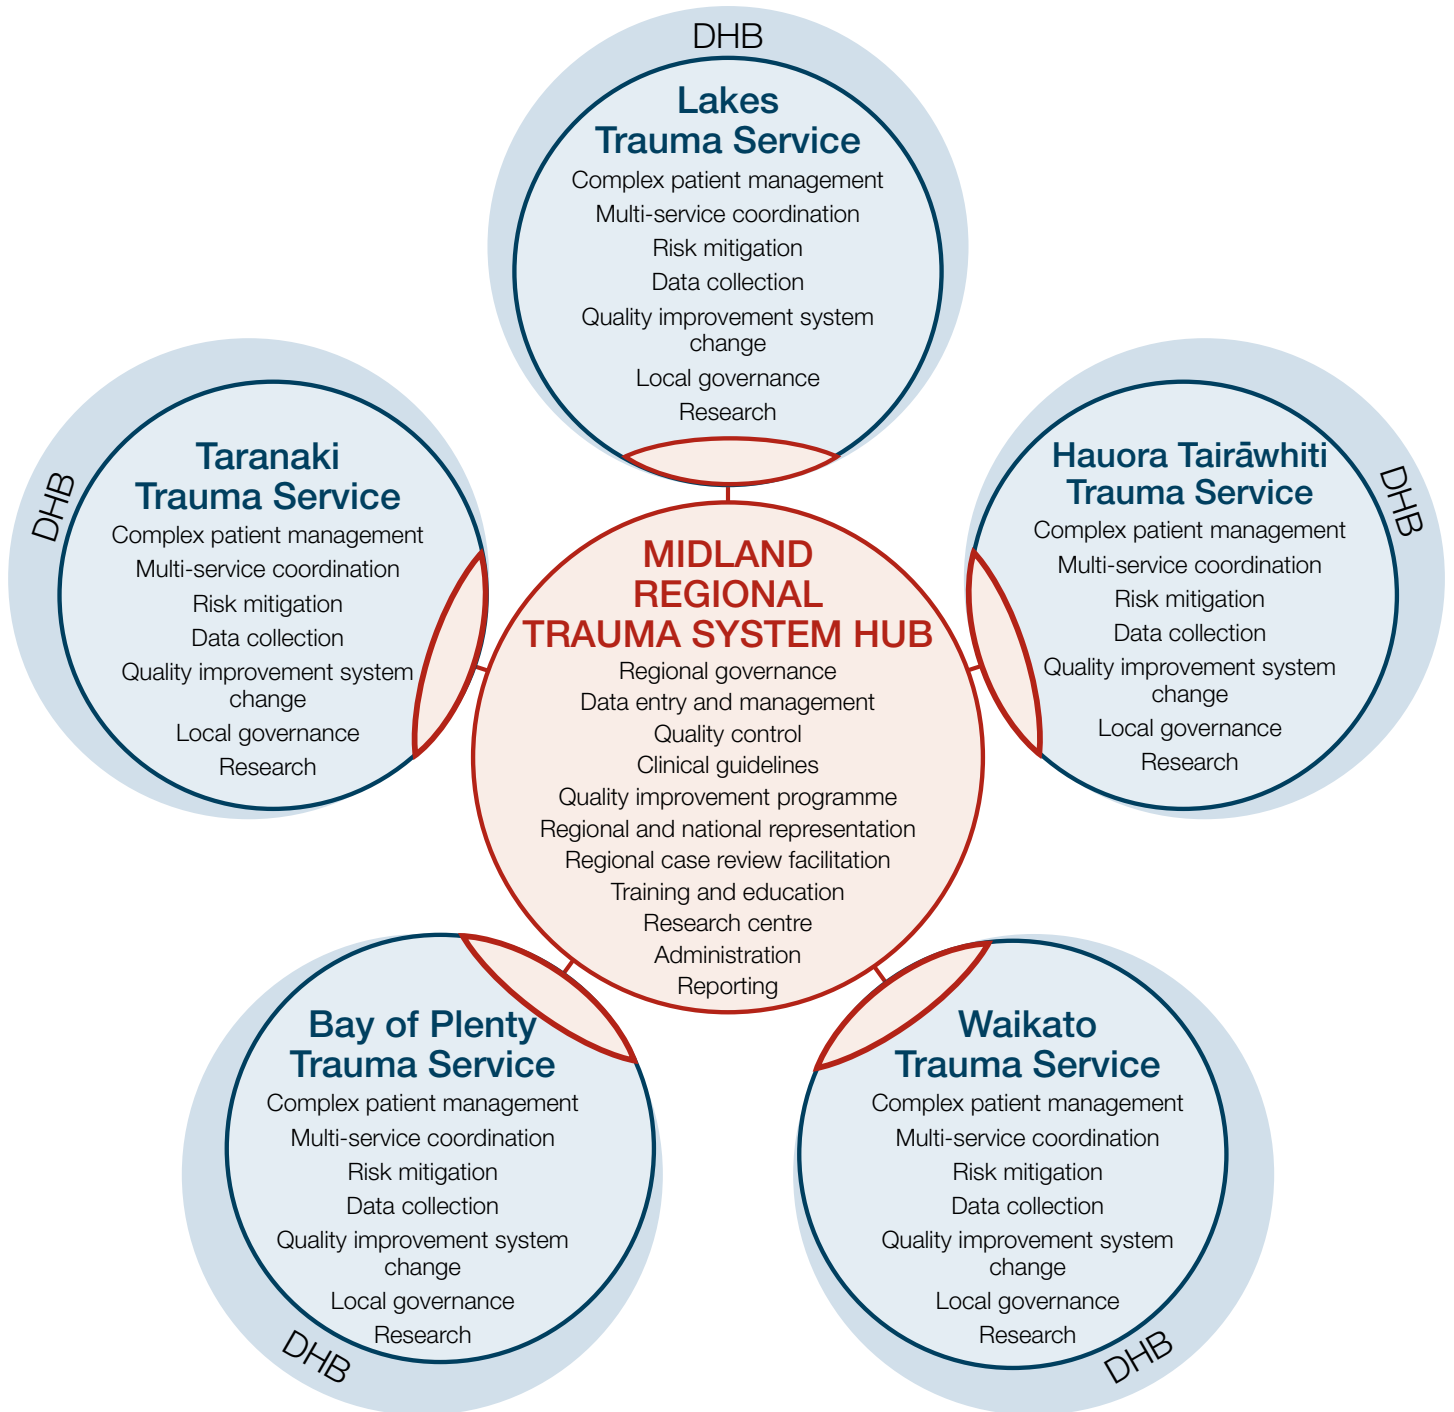 DHB
Lakes
Trauma Service
Complex patient management
Multi-service coordination
Risk mitigation
Data collection
Quality improvement system
change
Local governance
Research
DHB
Taranaki
Trauma Service
Complex patient management
Multi-service coordination
Risk mitigation
Data collection
Quality improvement system
change
Local governance
Research
DHB
Hauora Tairāwhiti
Trauma Service
Complex patient management
Multi-service coordination
Risk mitigation
Data collection
Quality improvement system
change
Local governance
Research
MIDLAND
REGIONAL
TRAUMA SYSTEM HUB
Regional governance
Data entry and management
Quality control
Clinical guidelines
Quality improvement programme
Regional and national representation
Regional case review facilitation
Training and education
Research centre
Administration
Reporting
Bay of Plenty
Trauma Service
Complex patient management
Multi-service coordination
Risk mitigation
Data collection
Quality improvement system
change
Local governance
Research
DHB
Waikato
Trauma Service
Complex patient management
Multi-service coordination
Risk mitigation
Data collection
Quality improvement system
change
Local governance
Research
DHB